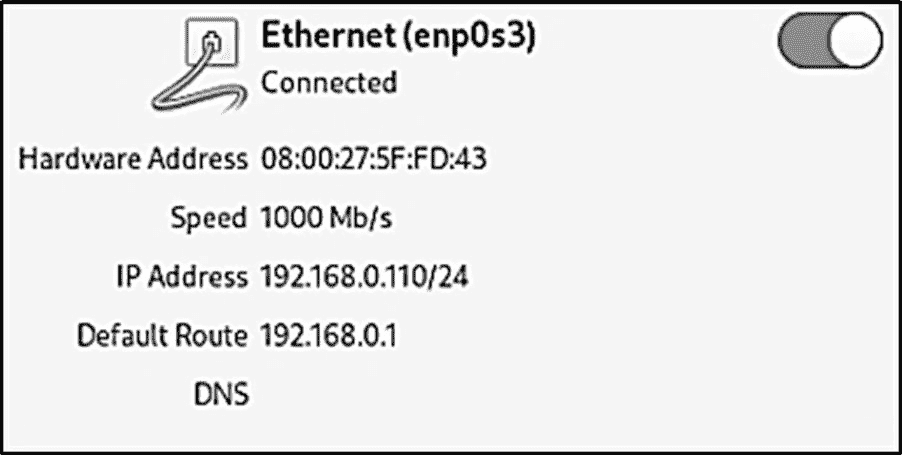 Ethernet (enp0s3)
Connected
Hardware Address 08:00:27:5F:FD:43
Speed 1000 Mb/s
IP Address 192.168.0.110/24
Default Route 192.168.0.1
DNS